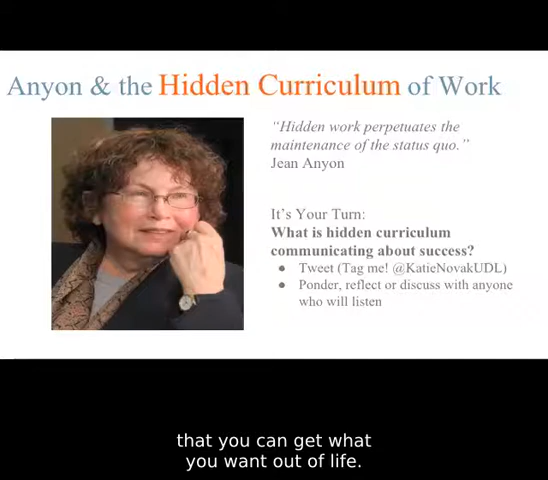 Anyon & the Hidden Curriculum of Work
“Hidden work perpetuates the
maintenance of the status quo.”
Jean Anyon
It’s Your Turn:
What is hidden curriculum
communicating about success?
● Tweet (Tag me! @KatieNovakUDL)
● Ponder, reflect or discuss with anyone
who will listen
that you can get what
you want out of life.